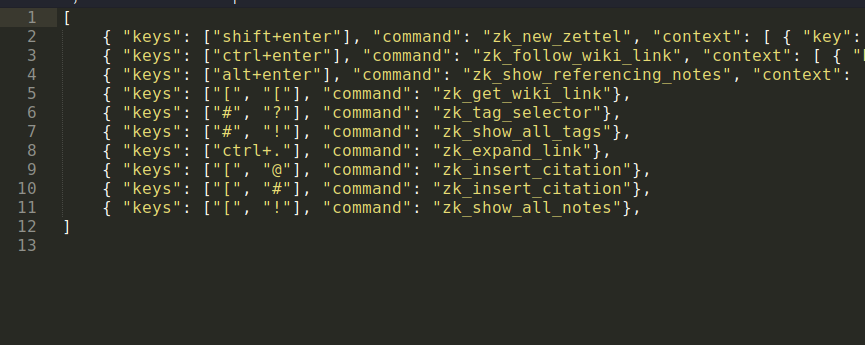 1 [
2 { "keys": ["shift+enter"], "command": "zk_new_zettel", "context": [ { "key":
3 { "keys": ["ctrl+enter"], "command": "zk_follow_wiki_link", "context": [ { "
4 { "keys": ["alt+enter"], "command": "zk_show_referencing_notes", "context":
5 { "keys": ["[", "["], "command": "zk_get_wiki_link"},
6 { "keys": ["#", "?"], "command": "zk_tag_selector"},
7 { "keys": ["#", "!"], "command": "zk_show_all_tags"},
8 { "keys": ["ctrl+."], "command": "zk_expand_link"},
9 { "keys": ["[", "@"], "command": "zk_insert_citation"},
10 { "keys": ["[", "#"], "command": "zk_insert_citation"},
11 { "keys": ["[", "!"], "command": "zk_show_all_notes"},
12 ]
13